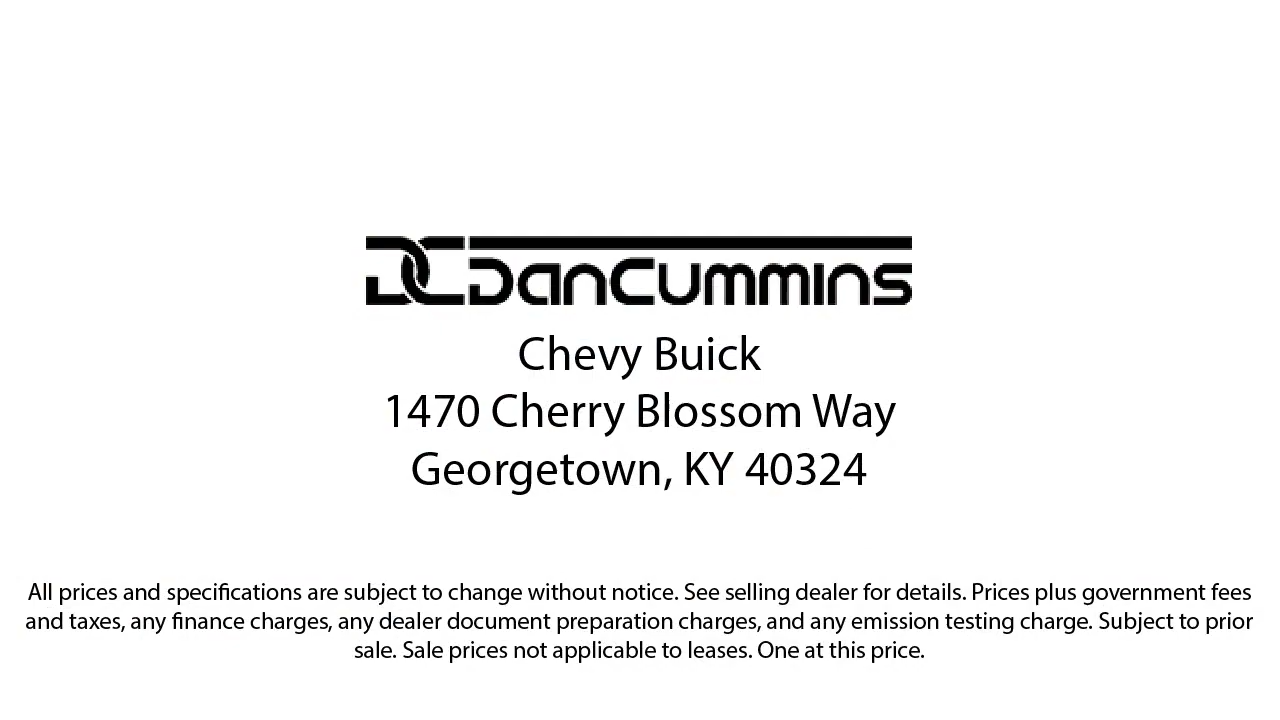 DC DanCummins
Chevy Buick
1470 Cherry Blossom Way
Georgetown, KY 40324
All prices and specifications are subject to change without notice. See selling dealer for details. Prices plus government fees
and taxes, any finance charges, any dealer document preparation charges, and any emission testing charge. Subject to prior
sale. Sale prices not applicable to leases. One at this price.